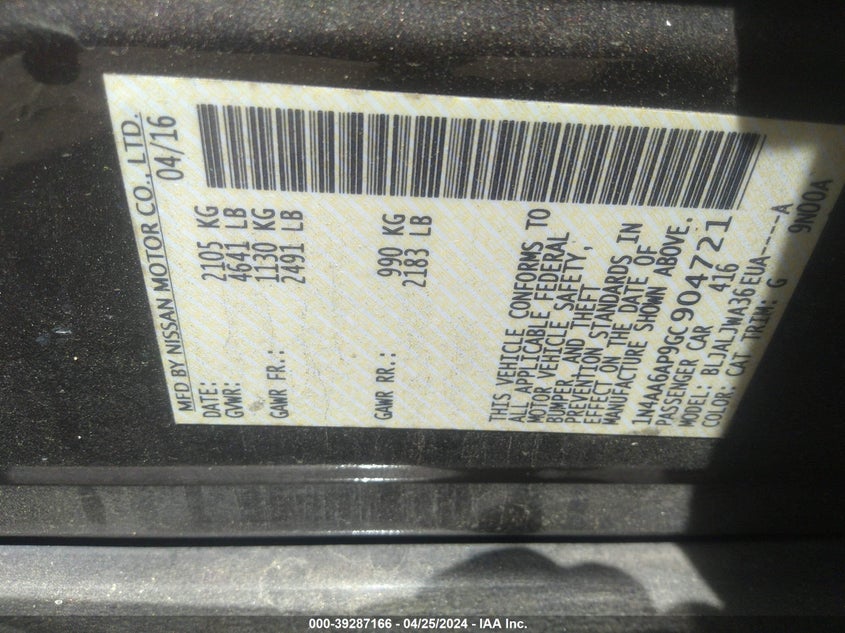 MFD BY NISSAN MOTOR CO., LTD.
DATE: 04/16
GVWR: 2105 KG
4641 LB
GAWR FR.: 1130 KG
2491 LB
GAWR RR.: 990 KG
2183 LB
THIS VEHICLE CONFORMS TO
ALL APPLICABLE FEDERAL
MOTOR VEHICLE SAFETY,
BUMPER, AND THEFT
PREVENTION STANDARDS IN
EFFECT ON THE DATE OF
MANUFACTURE SHOWN ABOVE.
1N4AA6AP9GC904721
PASSENGER CAR 4J6
MODEL: BLJALJWA36EUA-----A
COLOR: CAT TRIM: G 9N00A
000-39287166 - 04/25/2024 - IAA Inc.